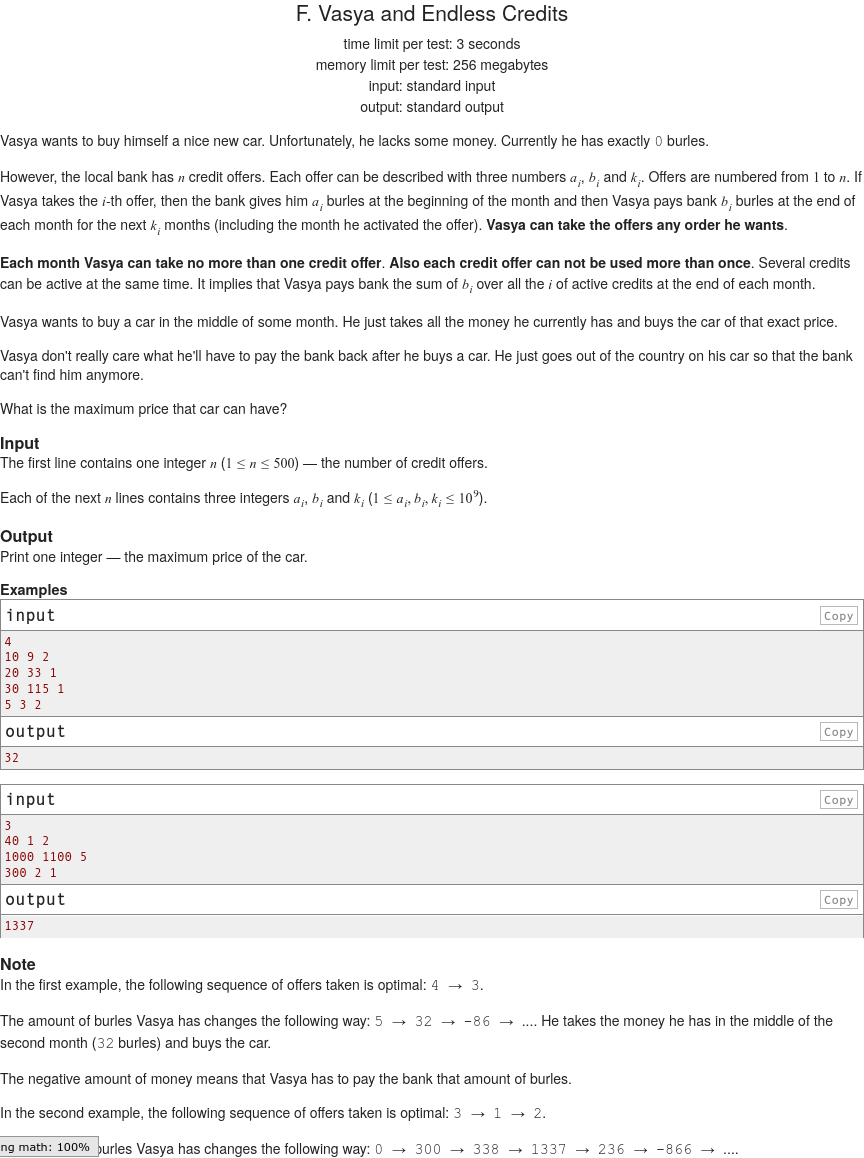 F. Vasya and Endless Credits
time limit per test: 3 seconds
memory limit per test: 256 megabytes
input: standard input
output: standard output
Vasya wants to buy himself a nice new car. Unfortunately, he lacks some money. Currently he has exactly 0 burles.
However, the local bank has n credit offers. Each offer can be described with three numbers a_i, b_i and k_i. Offers are numbered from 1 to n. If
Vasya takes the i-th offer, then the bank gives him a_i burles at the beginning of the month and then Vasya pays bank b_i burles at the end of
each month for the next k_i months (including the month he activated the offer). Vasya can take the offers any order he wants.
Each month Vasya can take no more than one credit offer. Also each credit offer can not be used more than once. Several credits
can be active at the same time. It implies that Vasya pays bank the sum of b_i over all the i of active credits at the end of each month.
Vasya wants to buy a car in the middle of some month. He just takes all the money he currently has and buys the car of that exact price.
Vasya don't really care what he'll have to pay the bank back after he buys a car. He just goes out of the country on his car so that the bank
can't find him anymore.
What is the maximum price that car can have?
Input
The first line contains one integer n (1 ≤ n ≤ 500) — the number of credit offers.
Each of the next n lines contains three integers a_i, b_i and k_i (1 ≤ a_i, b_i, k_i ≤ 10^9).
Output
Print one integer — the maximum price of the car.
Examples
input Copy
4
10 9 2
20 33 1
30 115 1
5 3 2
output Copy
32
input Copy
3
40 1 2
1000 1100 5
300 2 1
output Copy
1337
Note
In the first example, the following sequence of offers taken is optimal: 4 → 3.
The amount of burles Vasya has changes the following way: 5 → 32 → -86 → .... He takes the money he has in the middle of the
second month (32 burles) and buys the car.
The negative amount of money means that Vasya has to pay the bank that amount of burles.
In the second example, the following sequence of offers taken is optimal: 3 → 1 → 2.
ng math: 100% burles Vasya has changes the following way: 0 → 300 → 338 → 1337 → 236 → -866 → ....